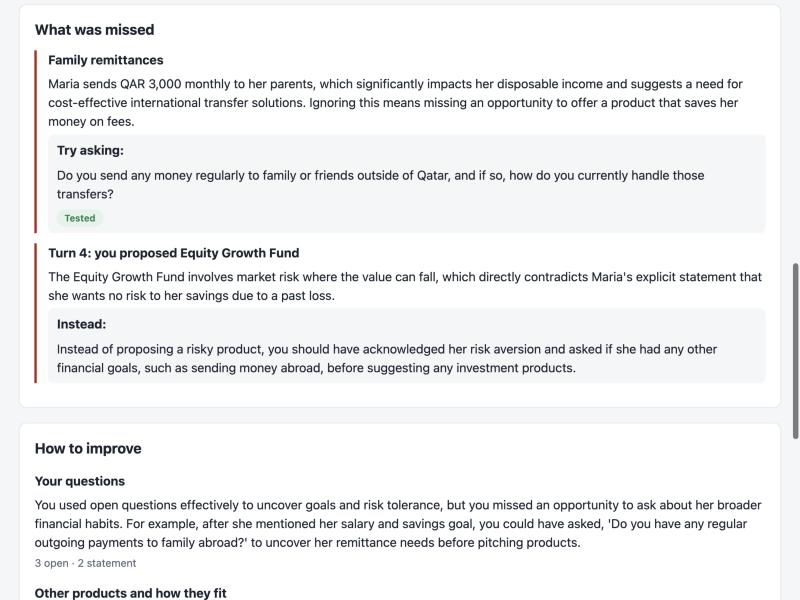 What was missed
Family remittances
Maria sends QAR 3,000 monthly to her parents, which significantly impacts her disposable income and suggests a need for
cost-effective international transfer solutions. Ignoring this means missing an opportunity to offer a product that saves her
money on fees.
Try asking:
Do you send any money regularly to family or friends outside of Qatar, and if so, how do you currently handle those
transfers?
Tested
Turn 4: you proposed Equity Growth Fund
The Equity Growth Fund involves market risk where the value can fall, which directly contradicts Maria's explicit statement that
she wants no risk to her savings due to a past loss.
Instead:
Instead of proposing a risky product, you should have acknowledged her risk aversion and asked if she had any other
financial goals, such as sending money abroad, before suggesting any investment products.
How to improve
Your questions
You used open questions effectively to uncover goals and risk tolerance, but you missed an opportunity to ask about her broader
financial habits. For example, after she mentioned her salary and savings goal, you could have asked, 'Do you have any regular
outgoing payments to family abroad?' to uncover her remittance needs before pitching products.
3 open · 2 statement
Other products and how they fit